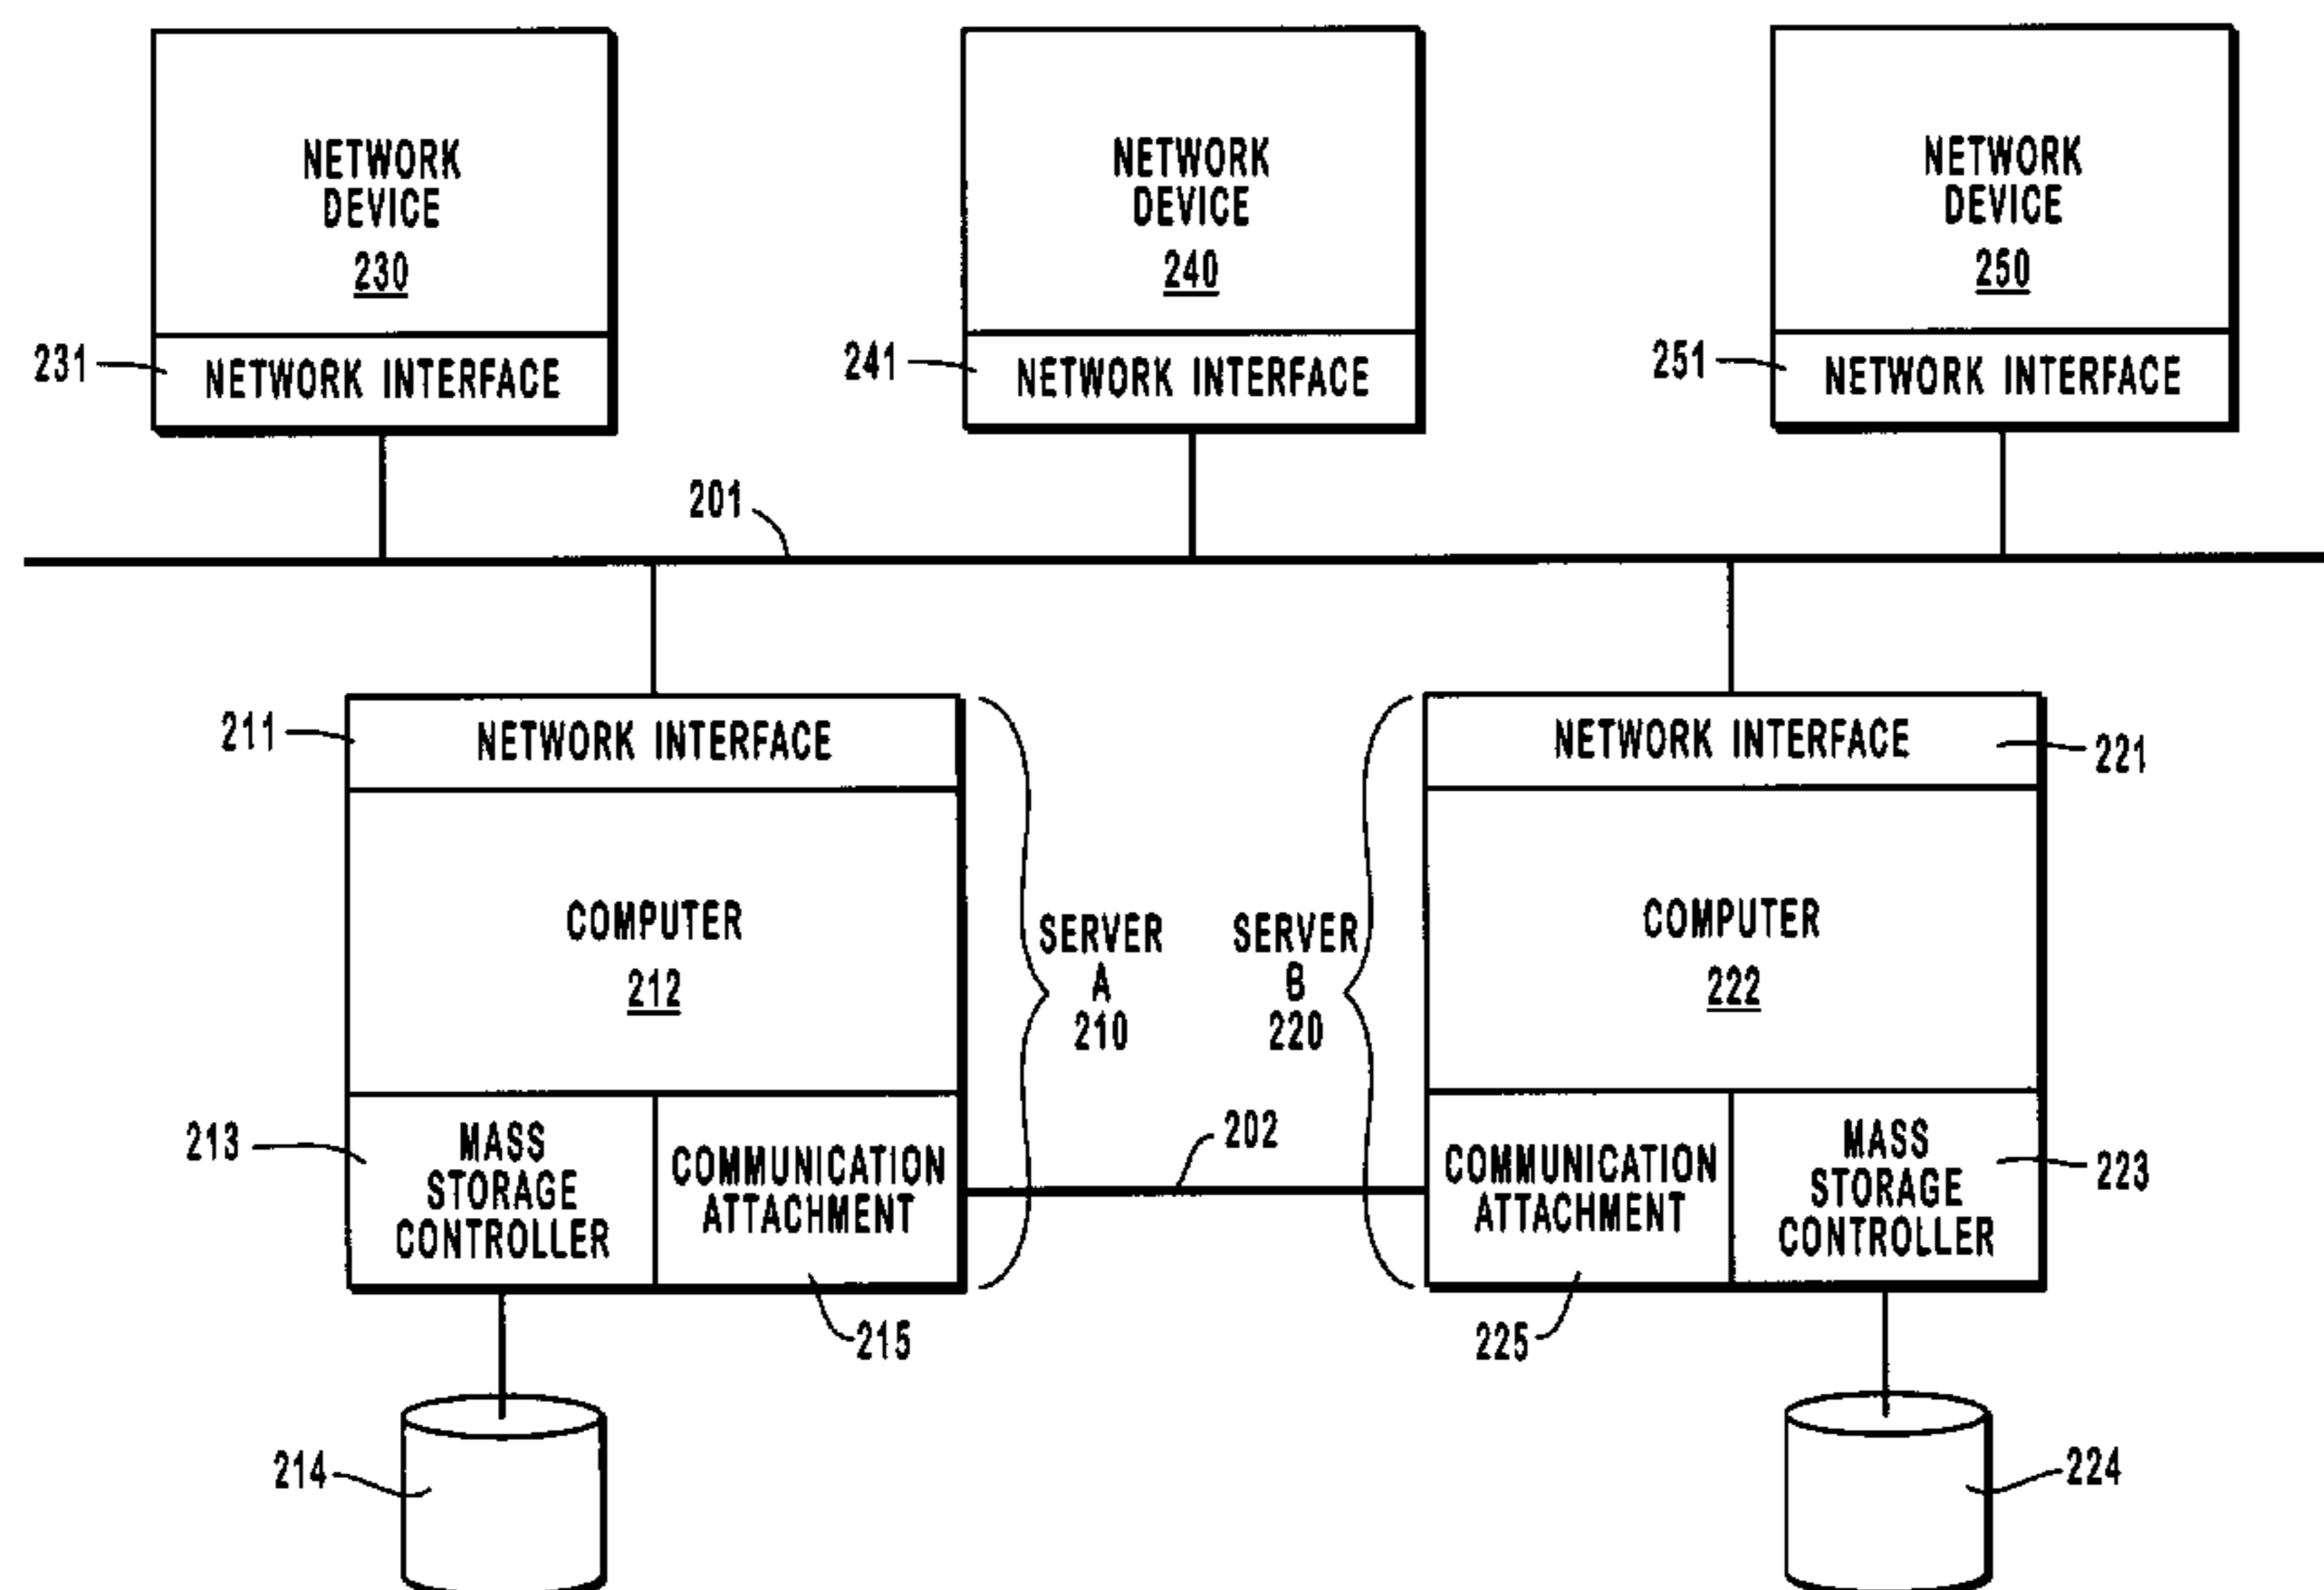 NETWORK
DEVICE
230
231
NETWORK INTERFACE
NETWORK
DEVICE
240
241
NETWORK INTERFACE
NETWORK
DEVICE
250
251
NETWORK INTERFACE
201
211
NETWORK INTERFACE
COMPUTER
212
213
MASS
STORAGE
CONTROLLER
COMMUNICATION
ATTACHMENT
215
214
SERVER
A
210
SERVER
B
220
202
NETWORK INTERFACE
221
COMPUTER
222
COMMUNICATION
ATTACHMENT
225
MASS
STORAGE
CONTROLLER
223
224